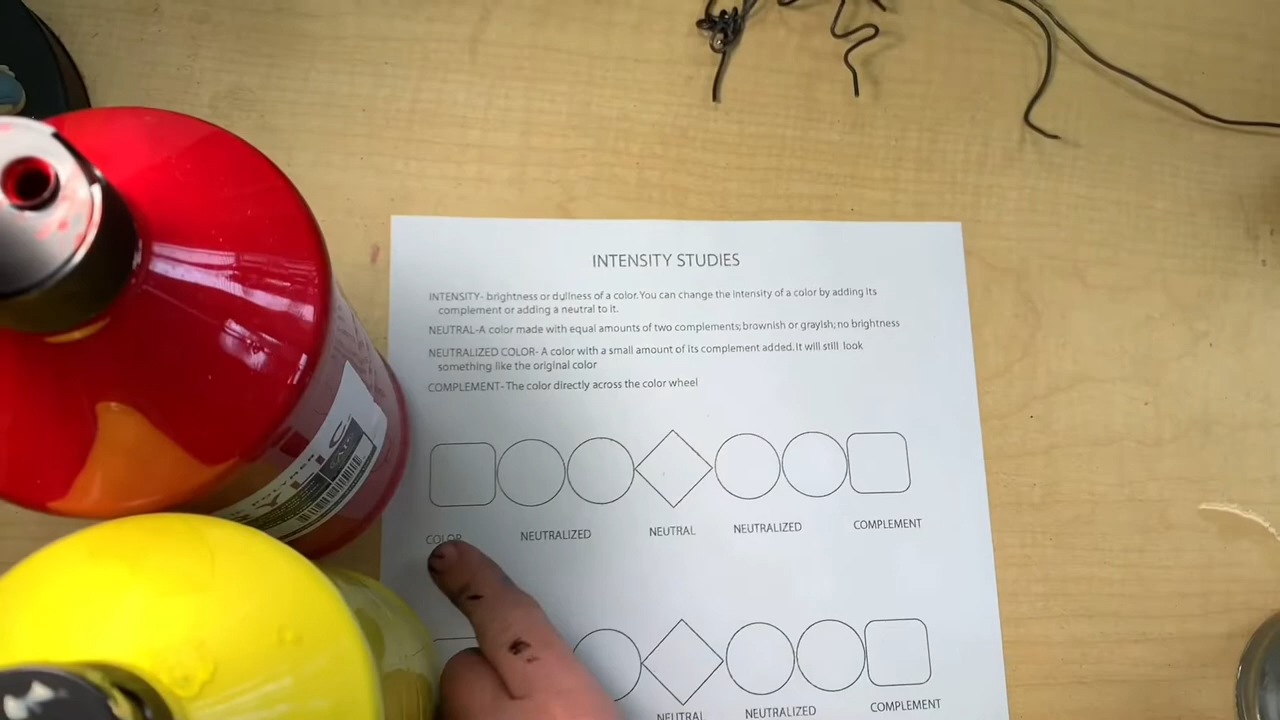 INTENSITY STUDIES
INTENSITY- brightness or dullness of a color. You can change the intensity of a color by adding its
complement or adding a neutral to it.
NEUTRAL-A color made with equal amounts of two complements; brownish or grayish; no brightness
NEUTRALIZED COLOR- A color with a small amount of its complement added. It will still look
something like the original color
COMPLEMENT- The color directly across the color wheel
COLOR NEUTRALIZED NEUTRAL NEUTRALIZED COMPLEMENT
NEUTRAL NEUTRALIZED COMPLEMENT